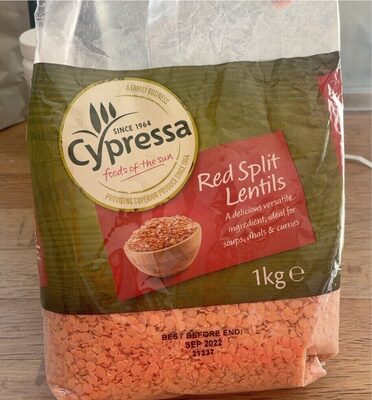 A FAMILY BUSINESS
SINCE 1964
Cypressa
foods of the sun
PROVIDING SUPERIOR PRODUCT SINCE 1964
Red Split
Lentils
A delicious versatile
ingredient, ideal for
soups, dhals & curries
1kg ℮
BEST BEFORE END:
SEP 2022
21237